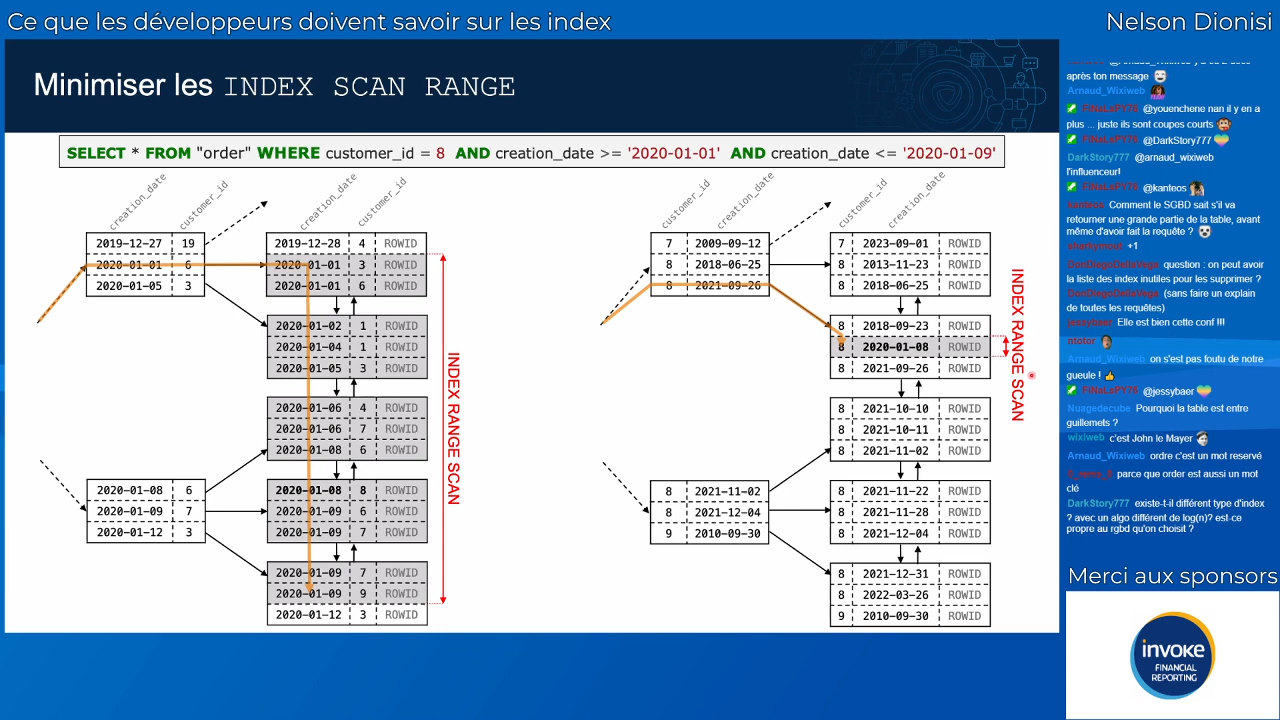 Ce que les développeurs doivent savoir sur les index
Nelson Dionisi
Minimiser les INDEX SCAN RANGE
SELECT * FROM "order" WHERE customer_id = 8 AND creation_date >= '2020-01-01' AND creation_date <= '2020-01-09'
creation_date customer_id
2019-12-27 19
2020-01-01 6
2020-01-05 3
2020-01-08 6
2020-01-09 7
2020-01-12 3
creation_date customer_id
2019-12-28 4 ROWID
2020-01-01 3 ROWID
2020-01-01 6 ROWID
2020-01-02 1 ROWID
2020-01-04 1 ROWID
2020-01-05 3 ROWID
2020-01-06 4 ROWID
2020-01-06 7 ROWID
2020-01-08 6 ROWID
2020-01-08 8 ROWID
2020-01-09 6 ROWID
2020-01-09 7 ROWID
2020-01-09 7 ROWID
2020-01-09 9 ROWID
2020-01-12 3 ROWID
INDEX RANGE SCAN
customer_id creation_date
7 2009-09-12
8 2018-06-25
8 2021-09-26
8 2021-11-02
8 2021-12-04
9 2010-09-30
customer_id creation_date
7 2023-09-01 ROWID
8 2013-11-23 ROWID
8 2018-06-25 ROWID
8 2018-09-23 ROWID
8 2020-01-08 ROWID
8 2021-09-26 ROWID
8 2021-10-10 ROWID
8 2021-10-11 ROWID
8 2021-11-02 ROWID
8 2021-11-22 ROWID
8 2021-11-28 ROWID
8 2021-12-04 ROWID
8 2021-12-31 ROWID
8 2022-03-26 ROWID
9 2010-09-30 ROWID
INDEX RANGE SCAN
après ton message
Arnaud_Wixiweb
FiNaLsPY76 @youenchene nan il y en a
plus ... juste ils sont coupes courts
FiNaLsPY76 @DarkStory777
DarkStory777 @arnaud_wixiweb
l'influenceur!
FiNaLsPY76 @kanteos
kanteos Comment le SGBD sait s'il va
retourner une grande partie de la table, avant
même d'avoir fait la requête ?
sharkymout +1
DonDiegoDeltaVega question : on peut avoir
la liste des index inutiles pour les supprimer ?
DonDiegoDeltaVega (sans faire un explain
de toutes les requêtes)
jessybaer Elle est bien cette conf !!!
ntotor
Arnaud_Wixiweb on s'est pas foutu de notre
gueule !
FiNaLsPY76 @jessybaer
Nuagedecube Pourquoi la table est entre
guillemets ?
wixiweb c'est John le Mayer
Arnaud_Wixiweb ordre c'est un mot reservé
parce que order est aussi un mot
clé
DarkStory777 existe-t-il différent type d'index
? avec un algo différent de log(n)? est-ce
propre au rgbd qu'on choisit ?
Merci aux sponsors
invoke
FINANCIAL
REPORTING